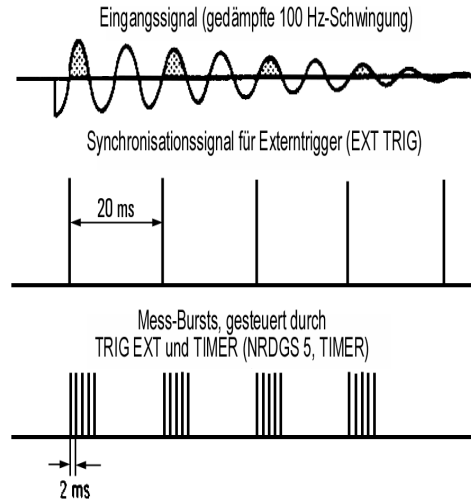 Eingangssignal (gedämpfte 100 Hz-Schwingung)
Synchronisationssignal für Externtrigger (EXT TRIG)
20 ms
Mess-Bursts, gesteuert durch
TRIG EXT und TIMER (NRDGS 5, TIMER)
2 ms